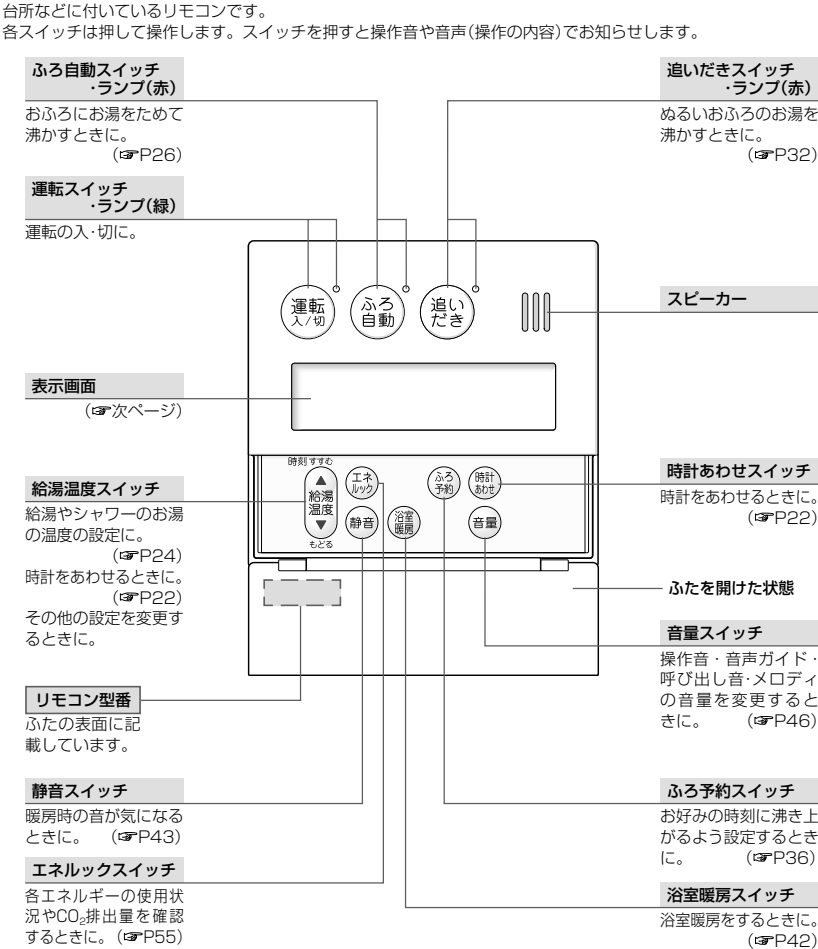 台所などに付いているリモコンです。
各スイッチは押して操作します。スイッチを押すと操作音や音声(操作の内容)でお知らせします。
ふろ自動スイッチ
・ランプ(赤)
おふろにお湯をためて
沸かすときに。
(☞P26)
運転スイッチ
・ランプ(緑)
運転の入・切に。
表示画面
(☞次ページ)
給湯温度スイッチ
給湯やシャワーのお湯
の温度の設定に。
(☞P24)
時計をあわせるときに。
(☞P22)
その他の設定を変更す
るときに。
リモコン型番
ふたの表面に記
載しています。
静音スイッチ
暖房時の音が気になる
ときに。 (☞P43)
エネルックスイッチ
各エネルギーの使用状
況やCO₂排出量を確認
するときに。(☞P55)
運転
入/切
ふろ
自動
追い
だき
時刻 すすむ
▲
給湯
温度
▼
もどる
エネ
ルック
静音
浴室
暖房
ふろ
予約
時計
あわせ
音量
追いだきスイッチ
・ランプ(赤)
ぬるいおふろのお湯を
沸かすときに。
(☞P32)
スピーカー
時計あわせスイッチ
時計をあわせるときに。
(☞P22)
ふたを開けた状態
音量スイッチ
操作音・音声ガイド・
呼び出し音・メロディ
の音量を変更すると
きに。 (☞P46)
ふろ予約スイッチ
お好みの時刻に沸き上
がるよう設定するとき
に。 (☞P36)
浴室暖房スイッチ
浴室暖房をするときに。
(☞P42)